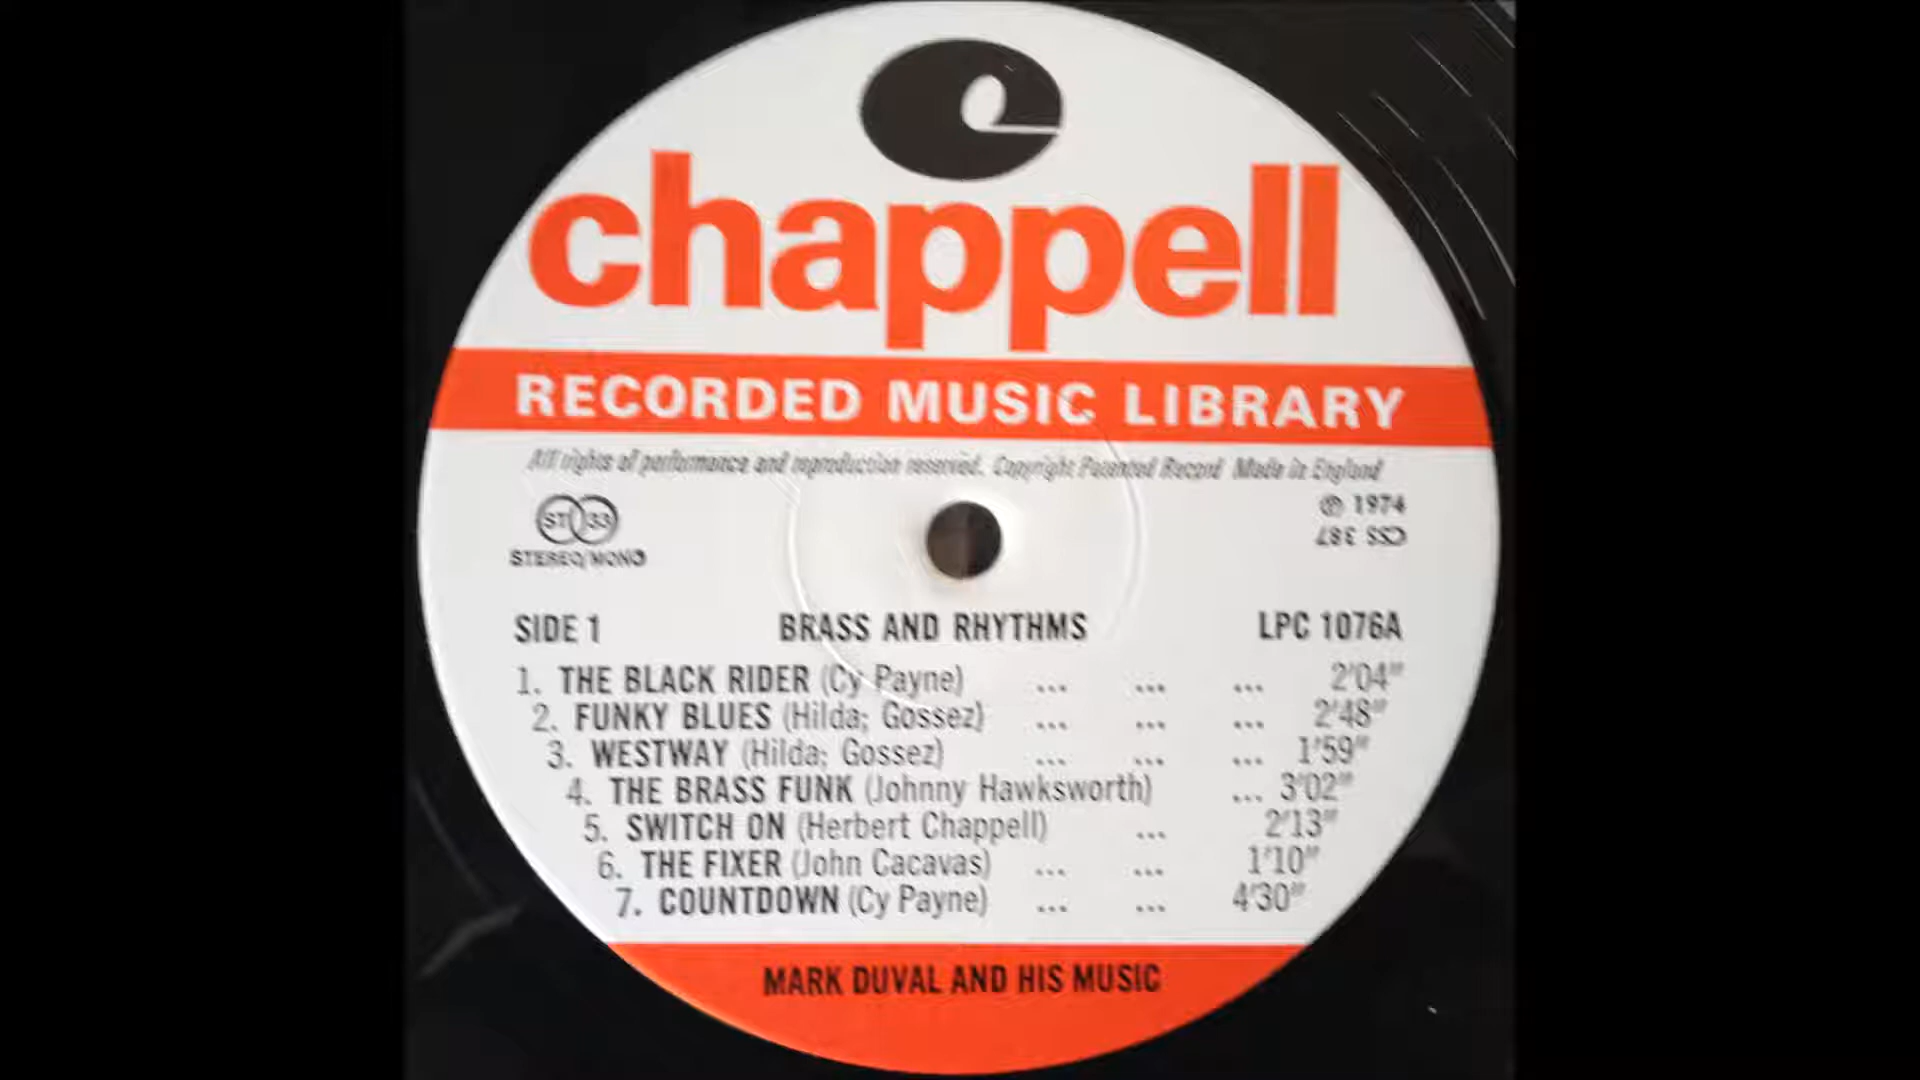 chappell
RECORDED MUSIC LIBRARY
All rights of performance and reproduction reserved. Copyright Patented Record Made in England
ST 33
STEREO/MONO
℗ 1974
SIDE 1 BRASS AND RHYTHMS LPC 1076A
1. THE BLACK RIDER (Cy Payne) ... ... ... 2'04"
2. FUNKY BLUES (Hilda; Gossez) ... ... ... 2'48"
3. WESTWAY (Hilda; Gossez) ... ... ... 1'59"
4. THE BRASS FUNK (Johnny Hawksworth) ... 3'02"
5. SWITCH ON (Herbert Chappell) ... 2'13"
6. THE FIXER (John Cacavas) ... ... 1'10"
7. COUNTDOWN (Cy Payne) ... ... 4'30"
MARK DUVAL AND HIS MUSIC